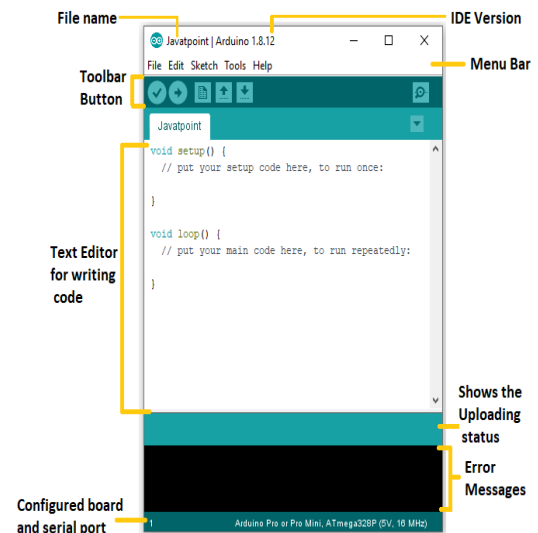 File name
IDE Version
Javatpoint | Arduino 1.8.12
File Edit Sketch Tools Help
Menu Bar
Toolbar
Button
Javatpoint
void setup() {
// put your setup code here, to run once:
}
void loop() {
// put your main code here, to run repeatedly:
}
Text Editor
for writing
code
Shows the
Uploading
status
Error
Messages
Configured board
and serial port
1
Arduino Pro or Pro Mini, ATmega328P (5V, 16 MHz)